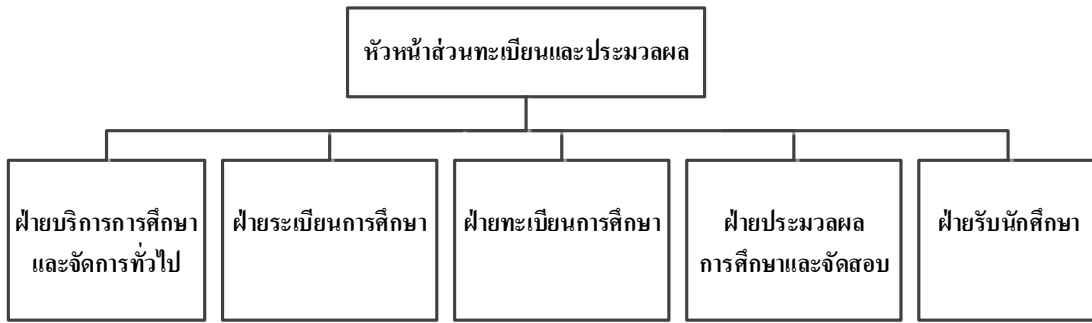 หัวหน้าส่วนทะเบียนและประมวลผล
ฝ่ายบริการการศึกษา
และจัดการทั่วไป
ฝ่ายระเบียนการศึกษา
ฝ่ายทะเบียนการศึกษา
ฝ่ายประมวลผล
การศึกษาและจัดสอบ
ฝ่ายรับนักศึกษา